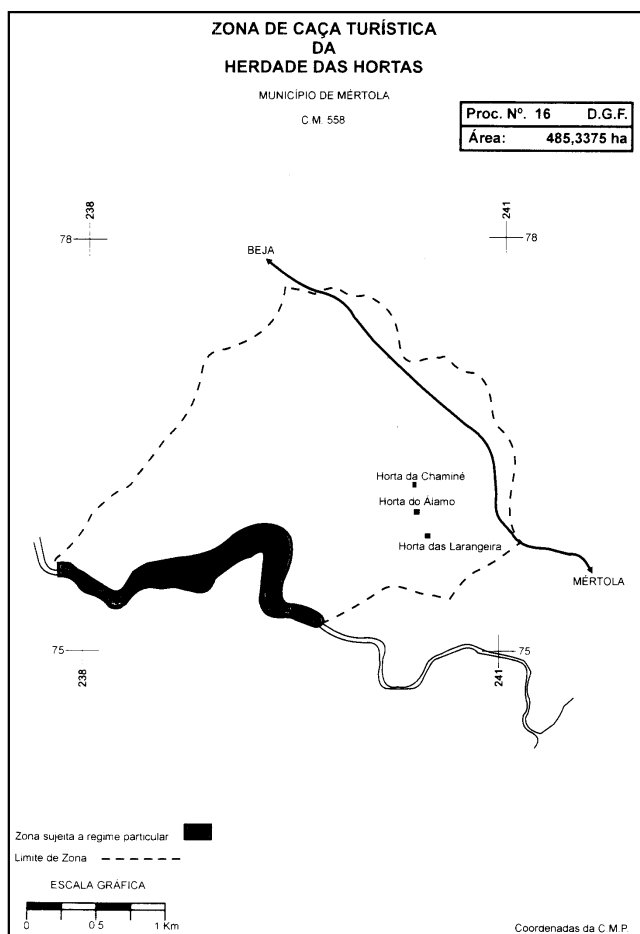 ZONA DE CAÇA TURÍSTICA
DA
HERDADE DAS HORTAS
MUNICÍPIO DE MÉRTOLA
C.M. 558
Proc. Nº. 16 D.G.F.
Área: 485,3375 ha
238
241
78
78
BEJA
Horta da Chaminé
Horta do Álamo
Horta das Larangeira
MÉRTOLA
75
75
238
241
Zona sujeita a regime particular
Limite de Zona
ESCALA GRÁFICA
0 0 5 1 Km
Coordenadas da C.M.P.